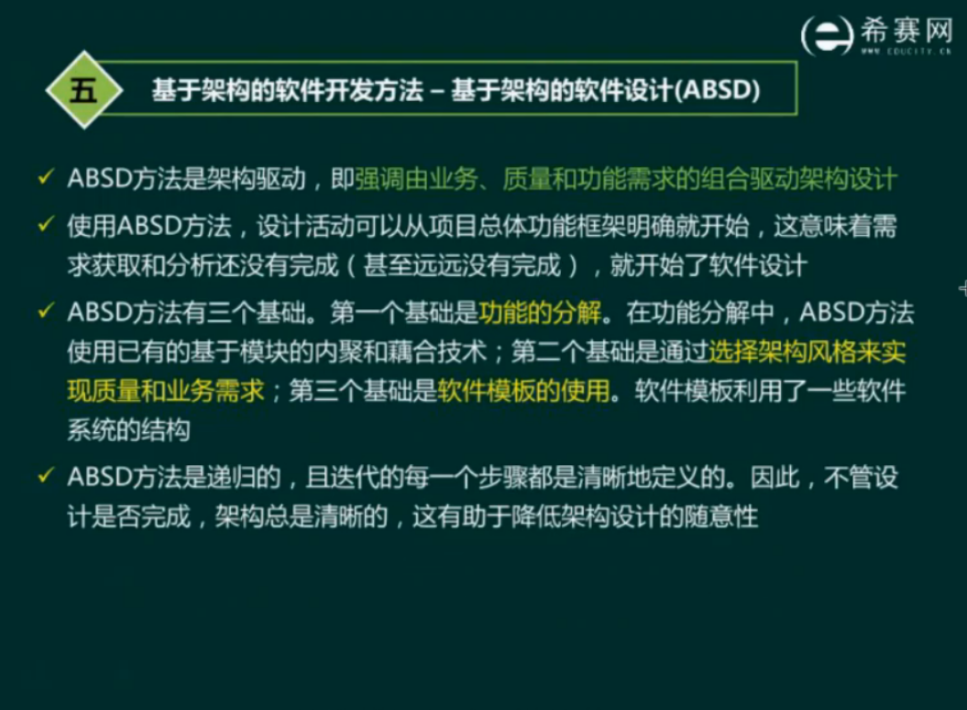 希赛网
WWW.EDUCITY.CN
五
基于架构的软件开发方法 – 基于架构的软件设计(ABSD)
✓ ABSD方法是架构驱动，即强调由业务、质量和功能需求的组合驱动架构设计
✓ 使用ABSD方法，设计活动可以从项目总体功能框架明确就开始，这意味着需
求获取和分析还没有完成（甚至远远没有完成），就开始了软件设计
✓ ABSD方法有三个基础。第一个基础是功能的分解。在功能分解中，ABSD方法
使用已有的基于模块的内聚和藕合技术；第二个基础是通过选择架构风格来实
现质量和业务需求；第三个基础是软件模板的使用。软件模板利用了一些软件
系统的结构
✓ ABSD方法是递归的，且迭代的每一个步骤都是清晰地定义的。因此，不管设
计是否完成，架构总是清晰的，这有助于降低架构设计的随意性